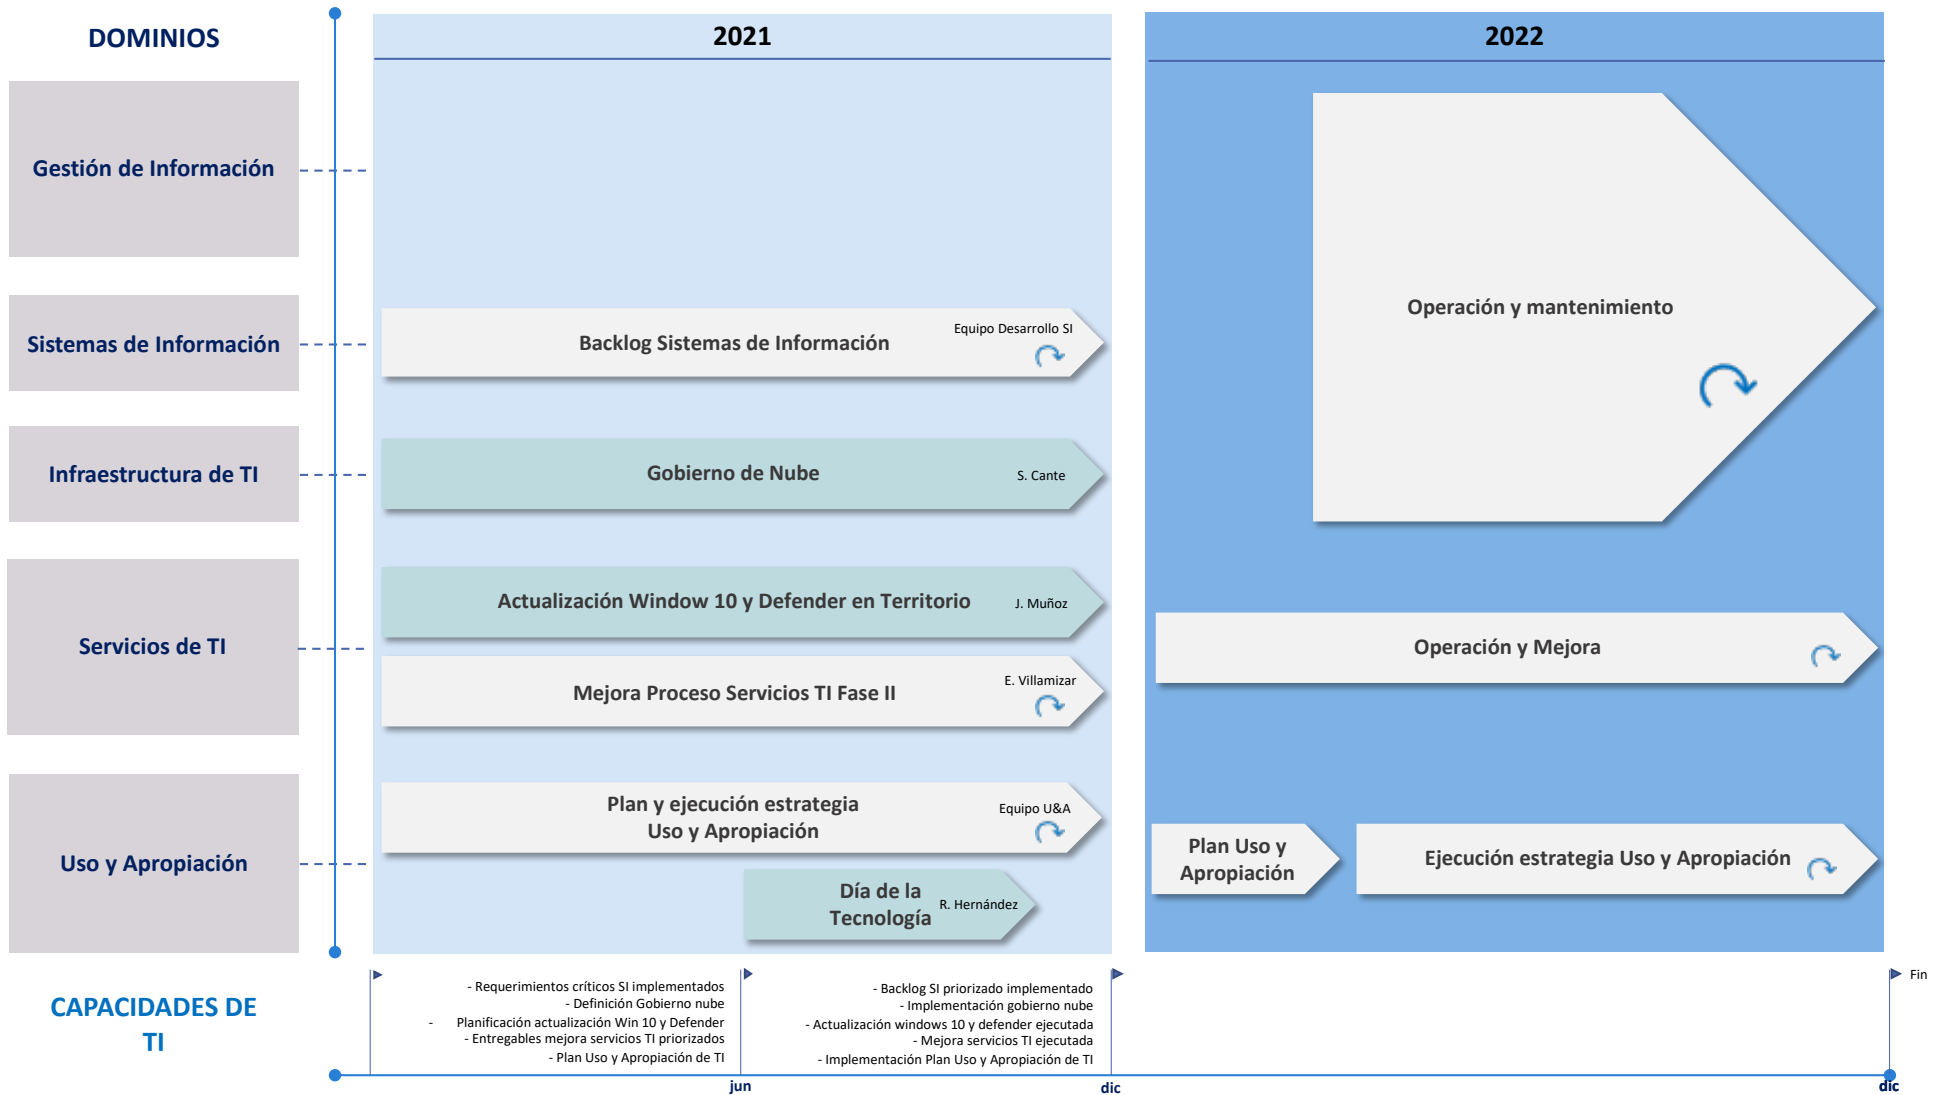 DOMINIOS
2021
2022
Gestión de Información
Operación y mantenimiento
Sistemas de Información
Backlog Sistemas de Información
Equipo Desarrollo SI
Infraestructura de TI
Gobierno de Nube
S. Cante
Servicios de TI
Actualización Window 10 y Defender en Territorio
J. Muñoz
Mejora Proceso Servicios TI Fase II
E. Villamizar
Operación y Mejora
Uso y Apropiación
Plan y ejecución estrategia
Uso y Apropiación
Equipo U&A
Día de la
Tecnología
R. Hernández
Plan Uso y
Apropiación
Ejecución estrategia Uso y Apropiación
CAPACIDADES DE
TI
- Requerimientos críticos SI implementados
- Definición Gobierno nube
- Planificación actualización Win 10 y Defender
- Entregables mejora servicios TI priorizados
- Plan Uso y Apropiación de TI
- Backlog SI priorizado implementado
- Implementación gobierno nube
- Actualización windows 10 y defender ejecutada
- Mejora servicios TI ejecutada
- Implementación Plan Uso y Apropiación de TI
Fin
jun
dic
dic